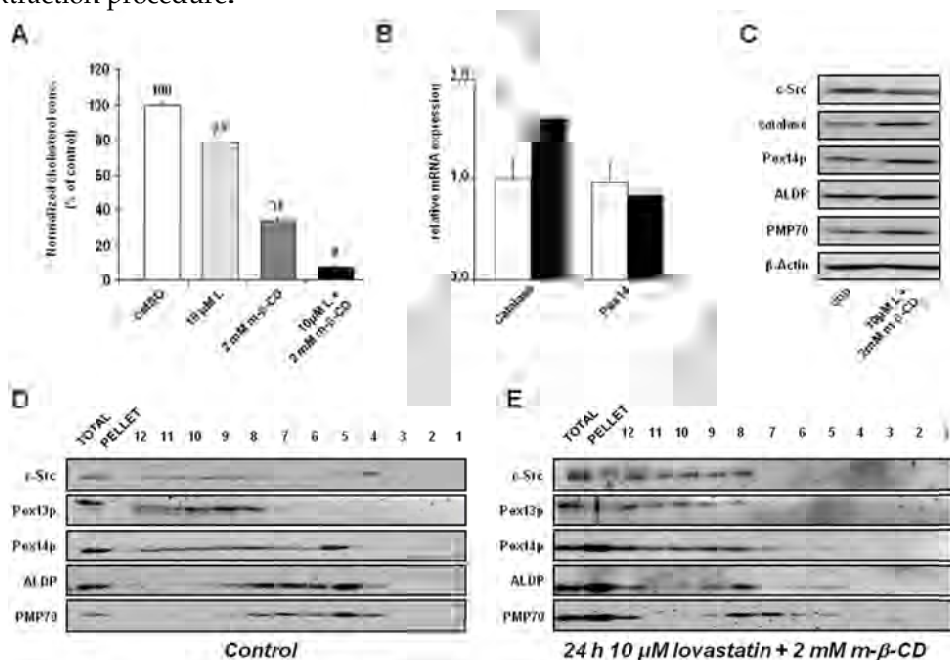 traction procedure.
A
B
C
Normalized cholesterol conc.
(% of control)
120
100
80
60
40
20
0
100
10 µM L
2 mM m-β-CD
10µM L +
2 mM m-β-CD
relative mRNA expression
2.0
1.0
0.0
Catalase
Pex14
c-Src
catalase
Pex14p
ALDP
PMP70
β-Actin
10µM L +
2mM m-β-CD
D
TOTAL
PELLET
12 11 10 9 8 7 6 5 4 3 2 1
c-Src
Pex13p
Pex14p
ALDP
PMP70
Control
E
TOTAL
PELLET
12 11 10 9 8 7 6 5 4 3 2 1
c-Src
Pex13p
Pex14p
ALDP
PMP70
24 h 10 µM lovastatin + 2 mM m-β-CD